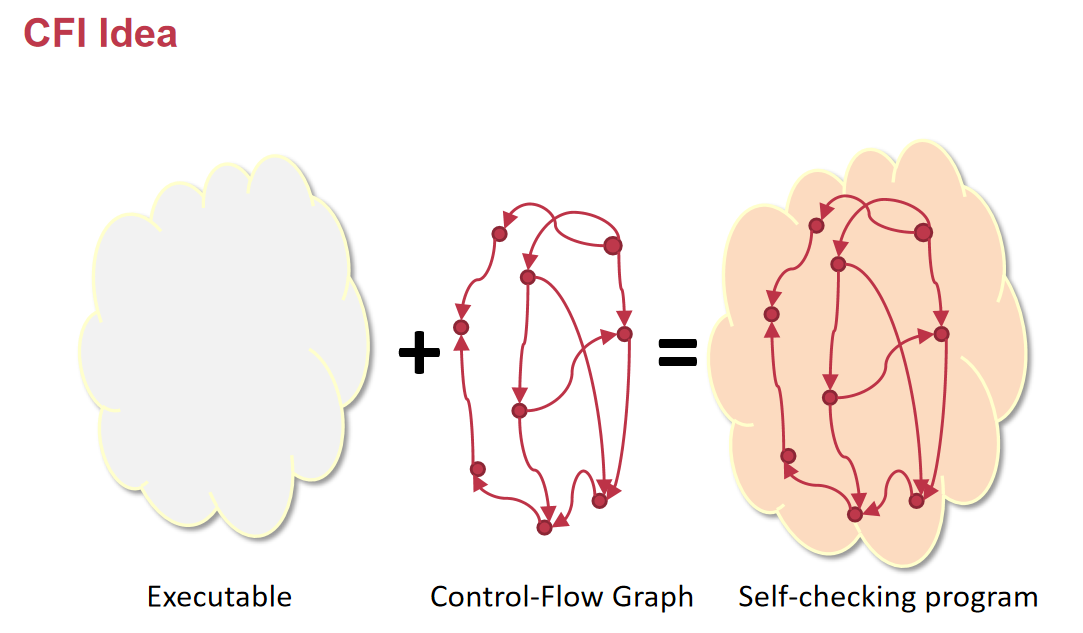 CFI Idea
+
=
Executable
Control-Flow Graph
Self-checking program